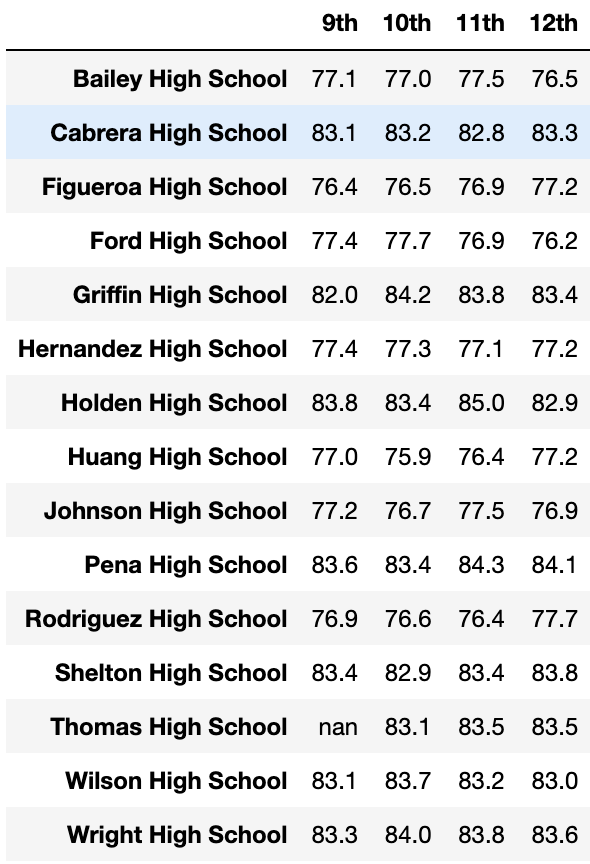 9th 10th 11th 12th
Bailey High School 77.1 77.0 77.5 76.5
Cabrera High School 83.1 83.2 82.8 83.3
Figueroa High School 76.4 76.5 76.9 77.2
Ford High School 77.4 77.7 76.9 76.2
Griffin High School 82.0 84.2 83.8 83.4
Hernandez High School 77.4 77.3 77.1 77.2
Holden High School 83.8 83.4 85.0 82.9
Huang High School 77.0 75.9 76.4 77.2
Johnson High School 77.2 76.7 77.5 76.9
Pena High School 83.6 83.4 84.3 84.1
Rodriguez High School 76.9 76.6 76.4 77.7
Shelton High School 83.4 82.9 83.4 83.8
Thomas High School nan 83.1 83.5 83.5
Wilson High School 83.1 83.7 83.2 83.0
Wright High School 83.3 84.0 83.8 83.6